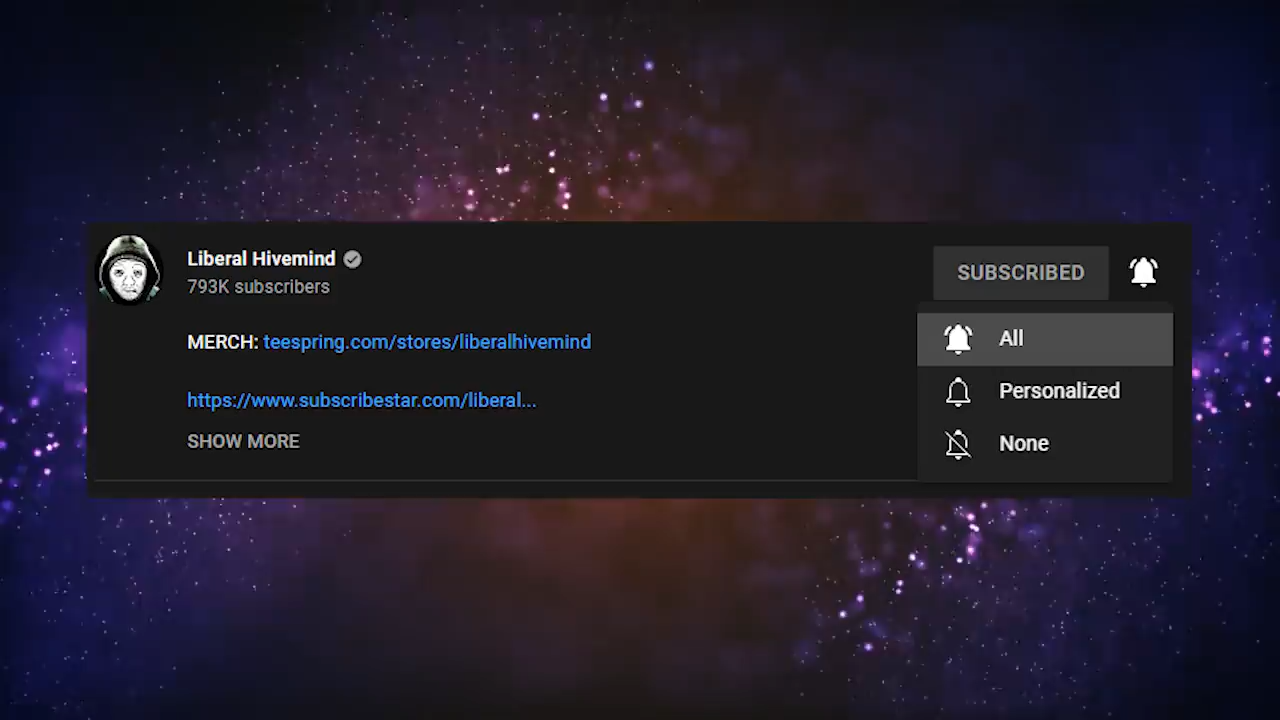 Liberal Hivemind
793K subscribers
SUBSCRIBED
MERCH: teespring.com/stores/liberalhivemind
https://www.subscribestar.com/liberal...
SHOW MORE
All
Personalized
None